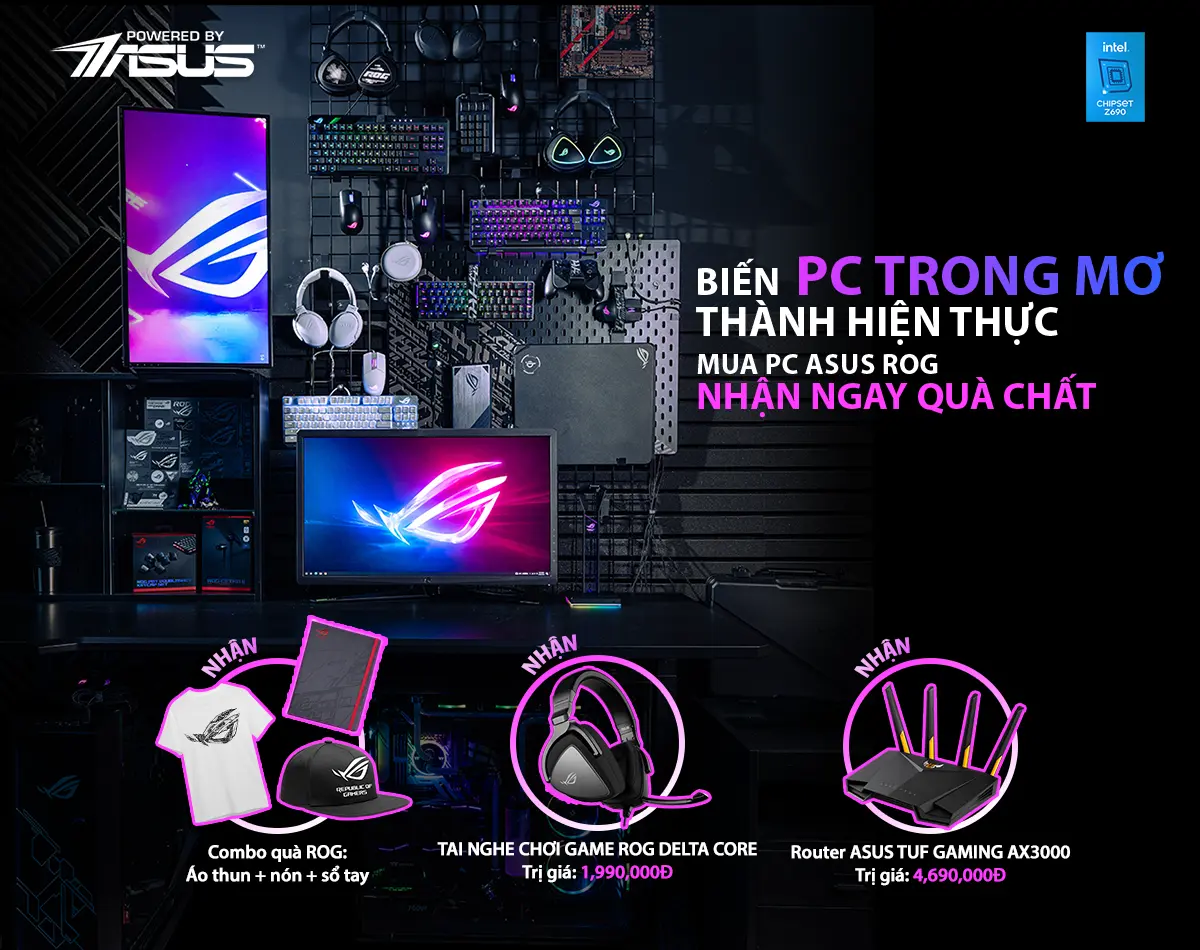 POWERED BY
ASUS
intel.
CHIPSET
Z690
ROG
BIẾN PC TRONG MƠ
THÀNH HIỆN THỰC
MUA PC ASUS ROG
NHẬN NGAY QUÀ CHẤT
NHẬN
REPUBLIC OF
GAMERS
Combo quà ROG:
Áo thun + nón + sổ tay
NHẬN
TAI NGHE CHƠI GAME ROG DELTA CORE
Trị giá: 1,990,000Đ
NHẬN
Router ASUS TUF GAMING AX3000
Trị giá: 4,690,000Đ